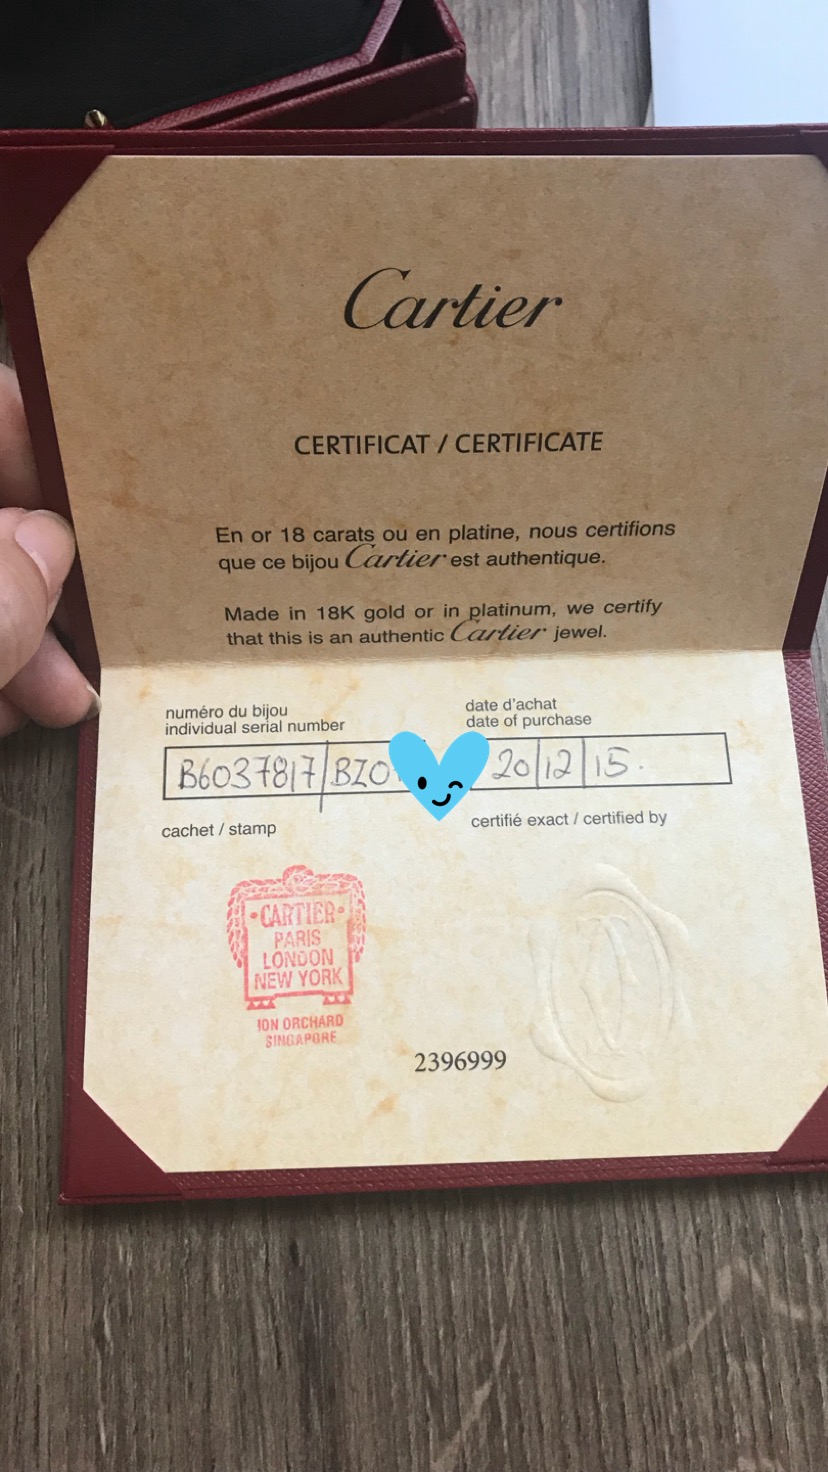 Cartier
CERTIFICAT / CERTIFICATE
En or 18 carats ou en platine, nous certifions
que ce bijou Cartier est authentique.
Made in 18K gold or in platinum, we certify
that this is an authentic Cartier jewel.
numéro du bijou
individual serial number
date d'achat
date of purchase
B6037817 BZO
20 12 15.
cachet / stamp
certifié exact / certified by
CARTIER
PARIS
LONDON
NEW YORK
ION ORCHARD
SINGAPORE
2396999